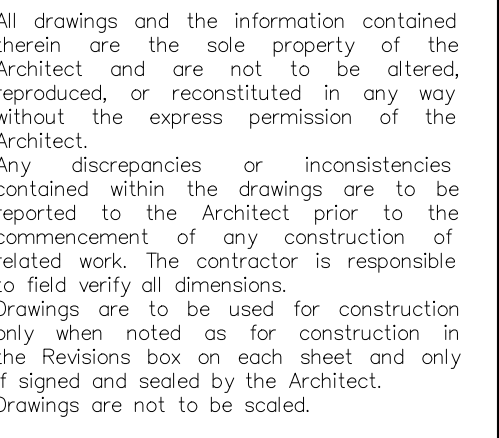 All drawings and the information contained
therein are the sole property of the
Architect and are not to be altered,
reproduced, or reconstituted in any way
without the express permission of the
Architect.
Any discrepancies or inconsistencies
contained within the drawings are to be
reported to the Architect prior to the
commencement of any construction of
related work. The contractor is responsible
to field verify all dimensions.
Drawings are to be used for construction
only when noted as for construction in
the Revisions box on each sheet and only
if signed and sealed by the Architect.
Drawings are not to be scaled.